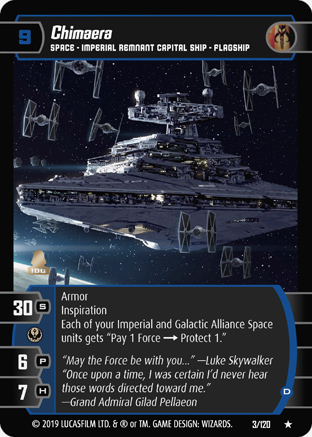 9
Chimaera
SPACE - IMPERIAL REMNANT CAPITAL SHIP - FLAGSHIP
106
30 S
Armor
Inspiration
Each of your Imperial and Galactic Alliance Space
units gets "Pay 1 Force → Protect 1."
6 P
"May the Force be with you..." —Luke Skywalker
"Once upon a time, I was certain I'd never hear
7 H
those words directed toward me."
—Grand Admiral Gilad Pellaeon
D
© 2019 LUCASFILM LTD. & ® or TM. GAME DESIGN: WIZARDS.
3/120 ★